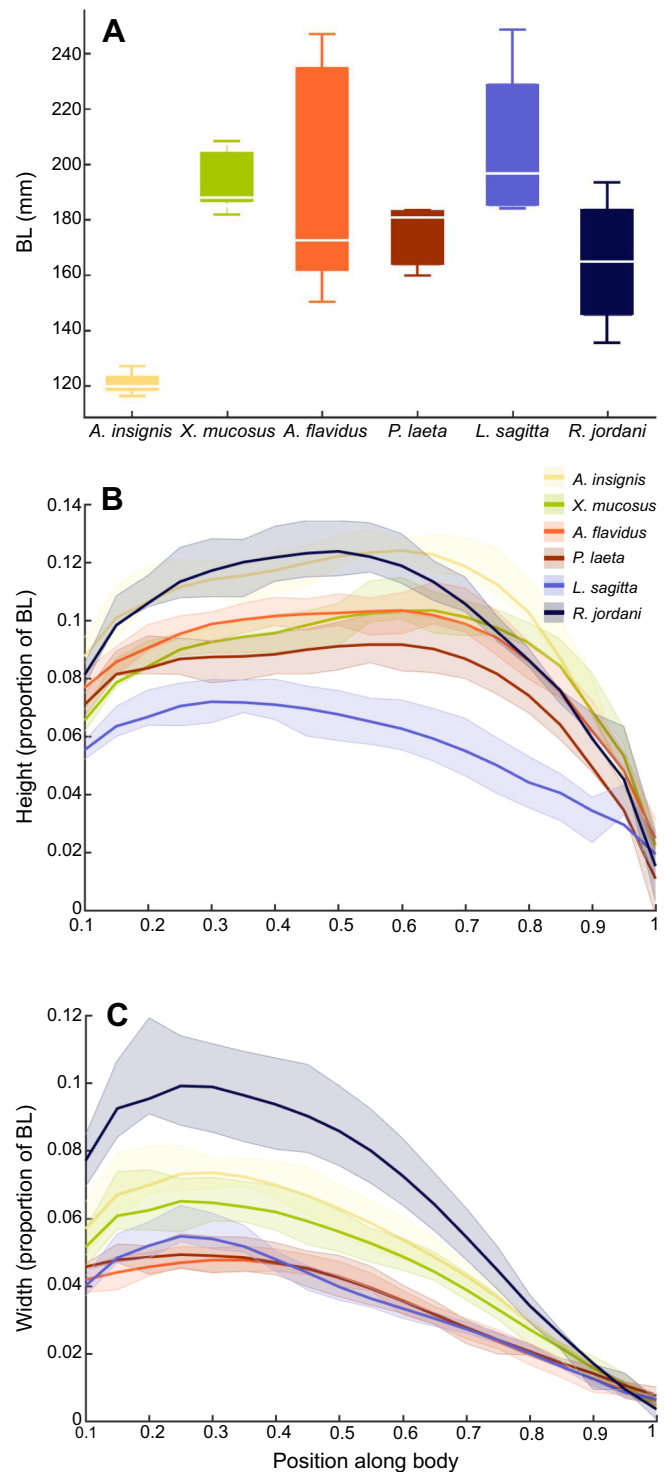 A
240
220
200
180
160
140
120
BL (mm)
A. insignis X. mucosus A. flavidus P. laeta L. sagitta R. jordani
B
A. insignis
X. mucosus
A. flavidus
P. laeta
L. sagitta
R. jordani
0.14
0.12
0.1
0.08
0.06
0.04
0.02
0
Height (proportion of BL)
0.1 0.2 0.3 0.4 0.5 0.6 0.7 0.8 0.9 1
C
0.12
0.1
0.08
0.06
0.04
0.02
0
Width (proportion of BL)
0.1 0.2 0.3 0.4 0.5 0.6 0.7 0.8 0.9 1
Position along body